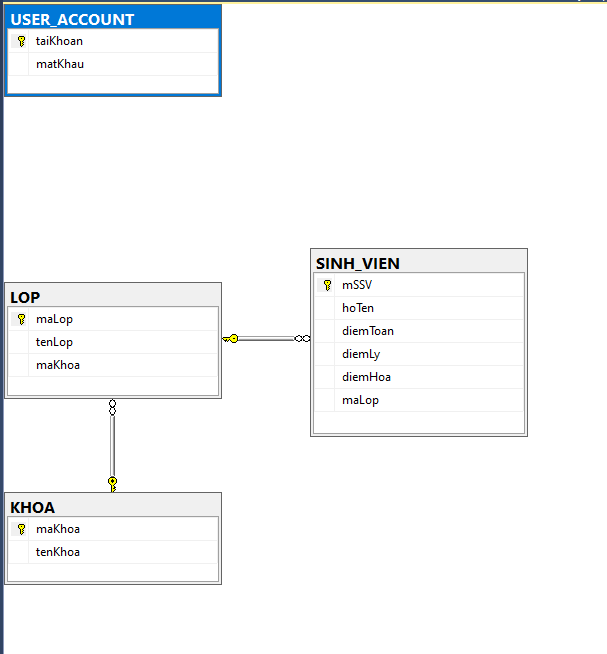 USER_ACCOUNT
taiKhoan
matKhau
LOP
maLop
tenLop
maKhoa
SINH_VIEN
mSSV
hoTen
diemToan
diemLy
diemHoa
maLop
KHOA
maKhoa
tenKhoa